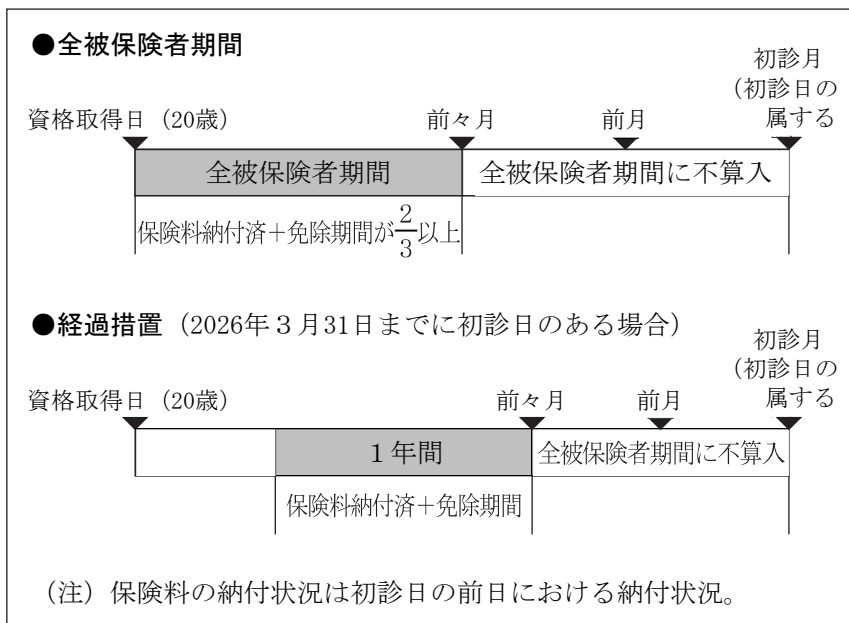 ●全被保険者期間
初診月
（初診日の
属する
資格取得日（20歳）
前々月
前月
全被保険者期間
全被保険者期間に不算入
保険料納付済＋免除期間が2/3以上
●経過措置（2026年３月31日までに初診日のある場合）
初診月
（初診日の
属する
資格取得日（20歳）
前々月
前月
１年間
全被保険者期間に不算入
保険料納付済＋免除期間
（注）保険料の納付状況は初診日の前日における納付状況。